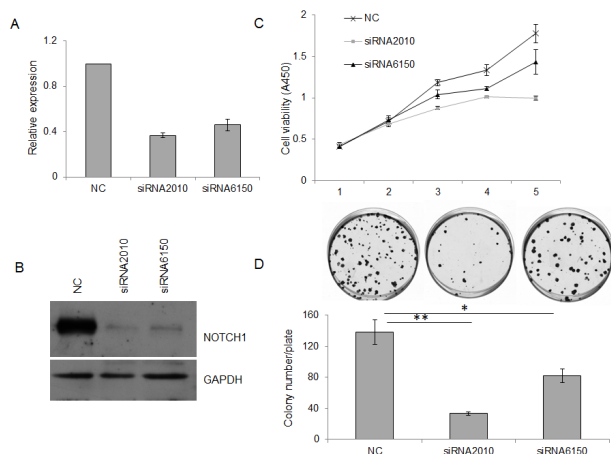 A
Relative expression
1.2
0.8
0.4
0
NC
siRNA2010
siRNA6150
B
NC
siRNA2010
siRNA6150
NOTCH1
GAPDH
C
NC
siRNA2010
siRNA6150
Cell viability (A450)
2
1.5
1
0.5
0
1 2 3 4 5
D
Colony number/plate
160
120
80
40
0
*
**
NC
siRNA2010
siRNA6150